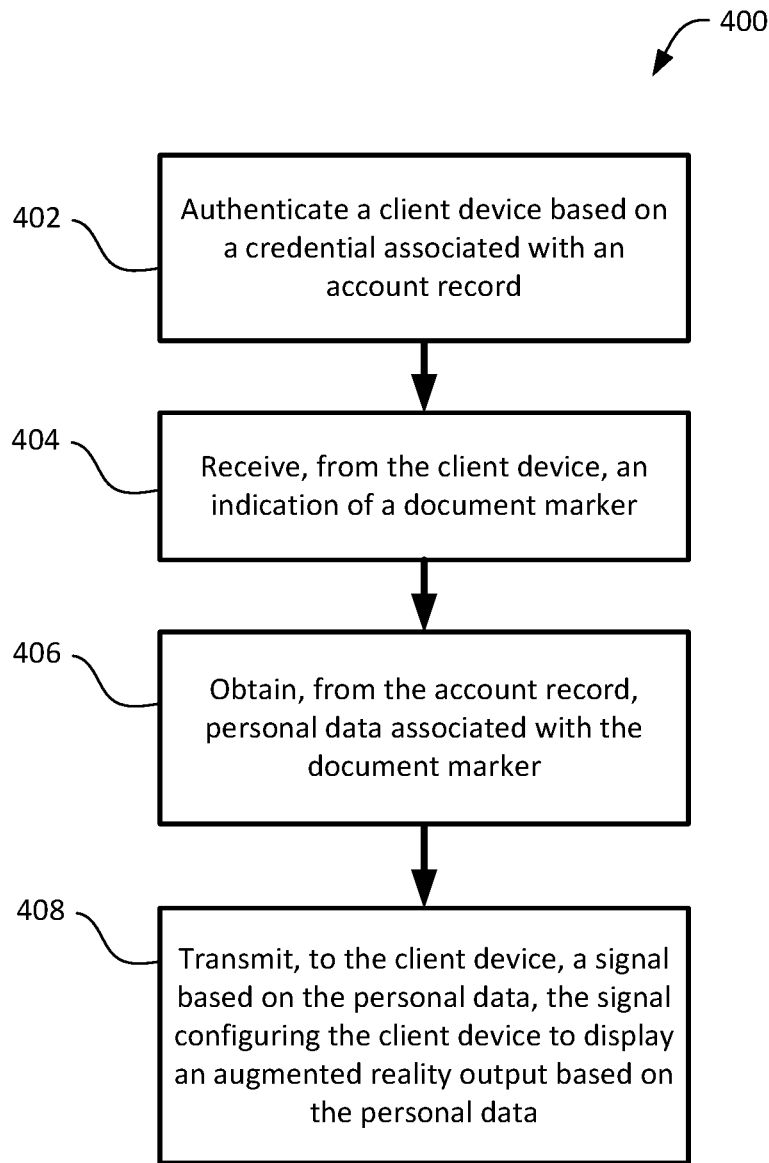 400
402
Authenticate a client device based on
a credential associated with an
account record
404
Receive, from the client device, an
indication of a document marker
406
Obtain, from the account record,
personal data associated with the
document marker
408
Transmit, to the client device, a signal
based on the personal data, the signal
configuring the client device to display
an augmented reality output based on
the personal data